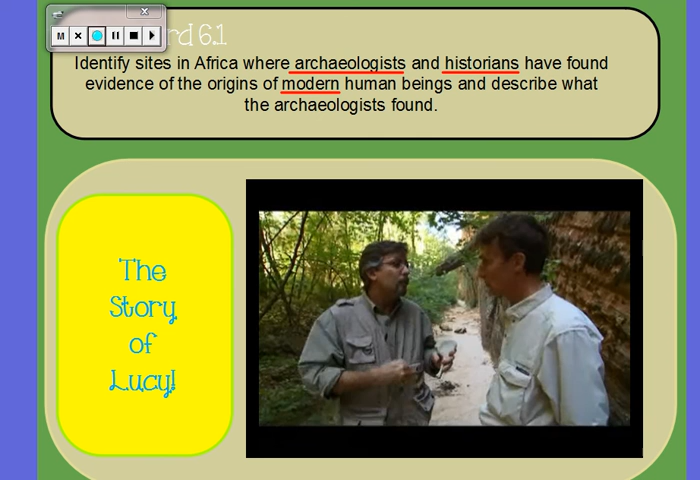 M
rd 6.1
Identify sites in Africa where archaeologists and historians have found
evidence of the origins of modern human beings and describe what
the archaeologists found.
The
Story
of
Lucy!